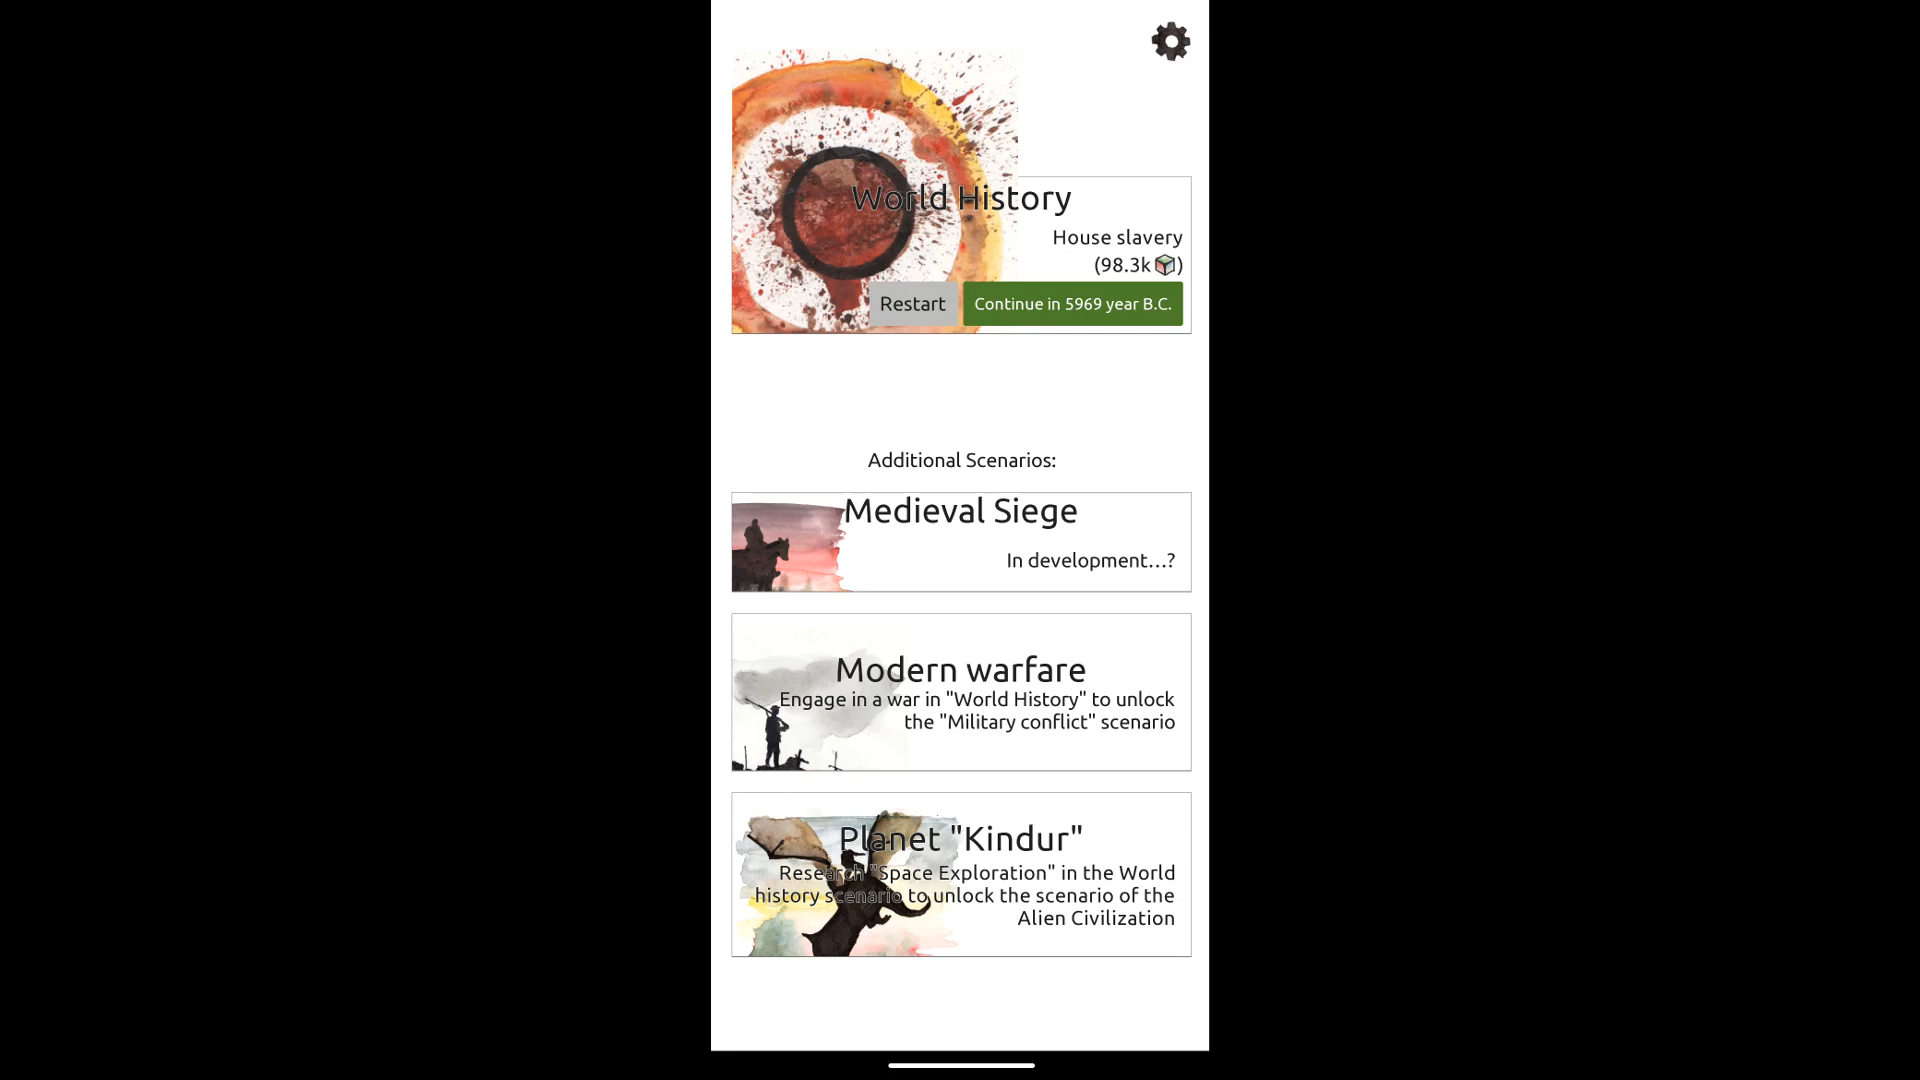 World History
House slavery
(98.3k)
Restart
Continue in 5969 year B.C.
Additional Scenarios:
Medieval Siege
In development...?
Modern warfare
Engage in a war in "World History" to unlock
the "Military conflict" scenario
Planet "Kindur"
Research "Space Exploration" in the World
history scenario to unlock the scenario of the
Alien Civilization